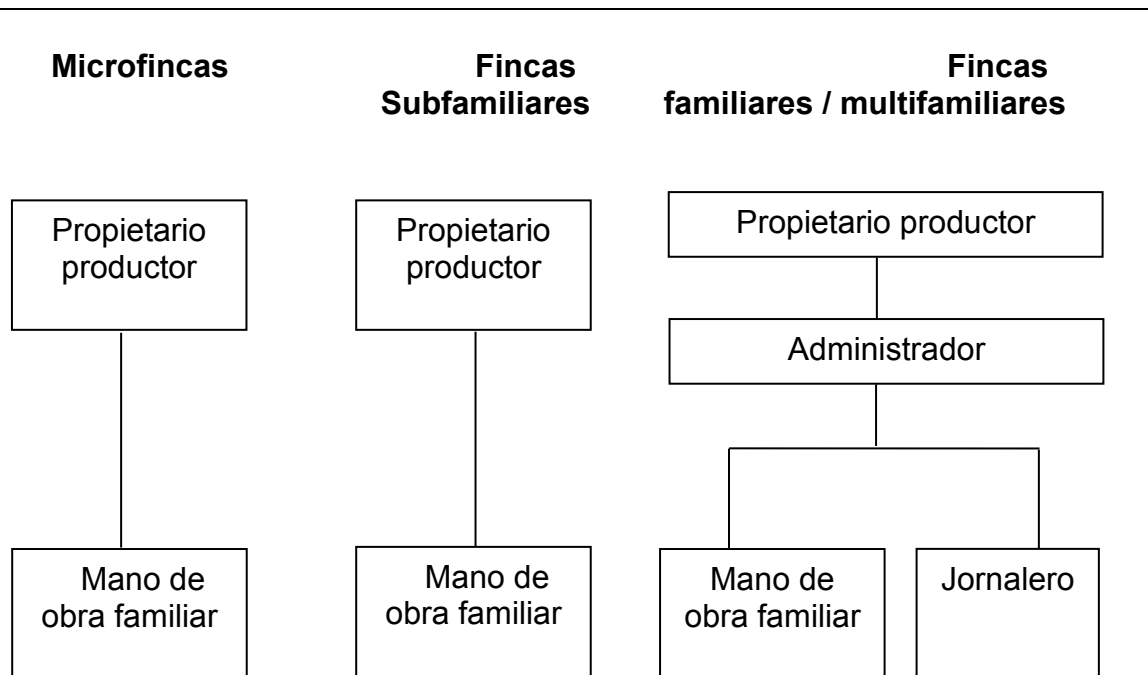 Microfincas
Fincas
Subfamiliares
Fincas
familiares / multifamiliares
Propietario
productor
Propietario
productor
Propietario productor
Administrador
Mano de
obra familiar
Mano de
obra familiar
Mano de
obra familiar
Jornalero